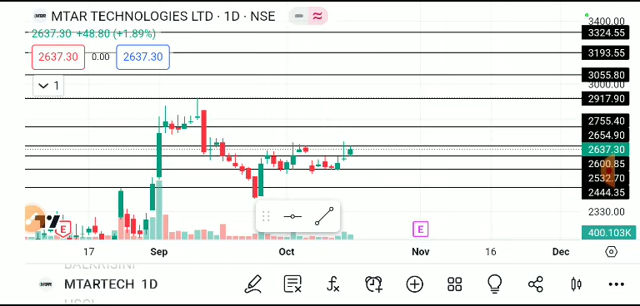 MTAR TECHNOLOGIES LTD · 1D · NSE
2637.30 +48.80 (+1.89%)
2637.30 0.00 2637.30
1
3400.00
3324.55
3193.55
3055.80
3000.00
2917.90
2755.40
2654.90
2637.30
2600.85
2532.70
2444.35
2330.00
400.103K
E
E
17 Sep Oct Nov 16 Dec
MTARTECH 1D